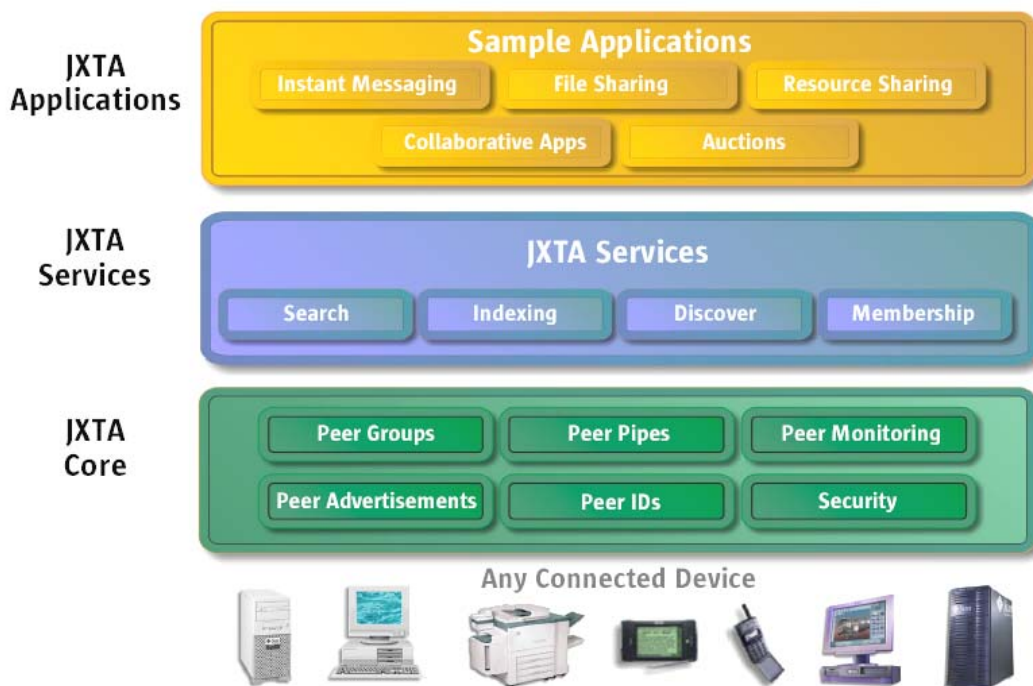 JXTA
Applications
Sample Applications
Instant Messaging
File Sharing
Resource Sharing
Collaborative Apps
Auctions
JXTA
Services
JXTA Services
Search
Indexing
Discover
Membership
JXTA
Core
Peer Groups
Peer Pipes
Peer Monitoring
Peer Advertisements
Peer IDs
Security
Any Connected Device